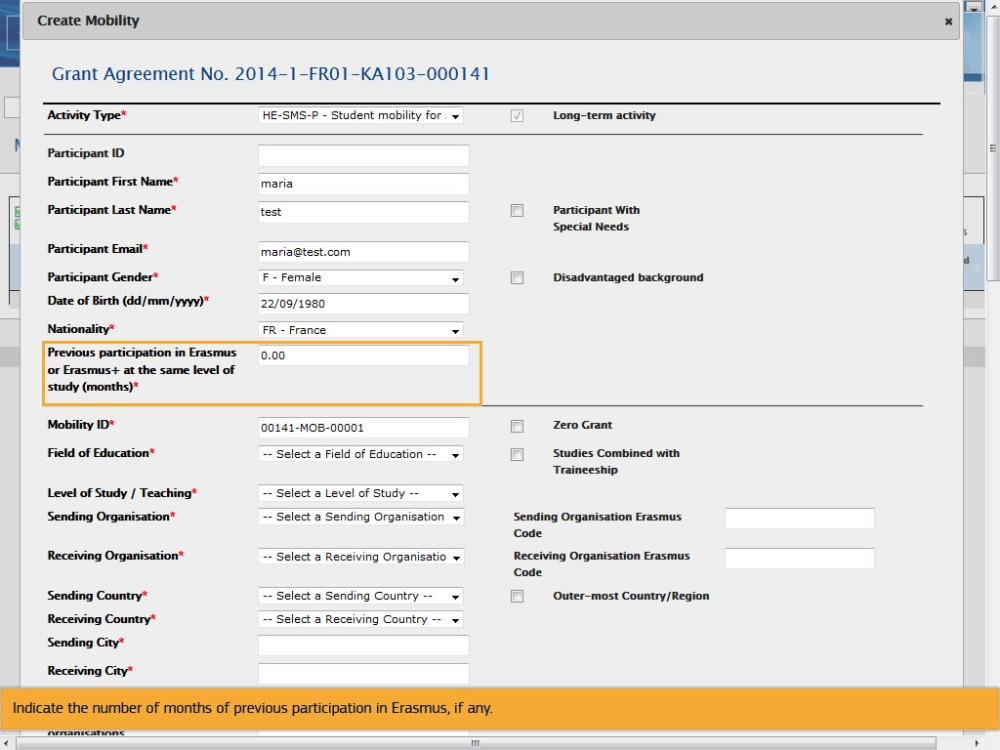 Create Mobility
Grant Agreement No. 2014-1-FR01-KA103-000141
Activity Type*
HE-SMS-P - Student mobility for
Long-term activity
Participant ID
Participant First Name*
maria
Participant Last Name*
test
Participant With
Special Needs
Participant Email*
maria@test.com
Participant Gender*
F - Female
Disadvantaged background
Date of Birth (dd/mm/yyyy)*
22/09/1980
Nationality*
FR - France
Previous participation in Erasmus
or Erasmus+ at the same level of
study (months)*
0.00
Mobility ID*
00141-MOB-00001
Zero Grant
Field of Education*
-- Select a Field of Education --
Studies Combined with
Traineeship
Level of Study / Teaching*
-- Select a Level of Study --
Sending Organisation*
-- Select a Sending Organisation
Sending Organisation Erasmus
Code
Receiving Organisation*
-- Select a Receiving Organisatio
Receiving Organisation Erasmus
Code
Sending Country*
-- Select a Sending Country --
Outer-most Country/Region
Receiving Country*
-- Select a Receiving Country --
Sending City*
Receiving City*
Indicate the number of months of previous participation in Erasmus, if any.
organisations